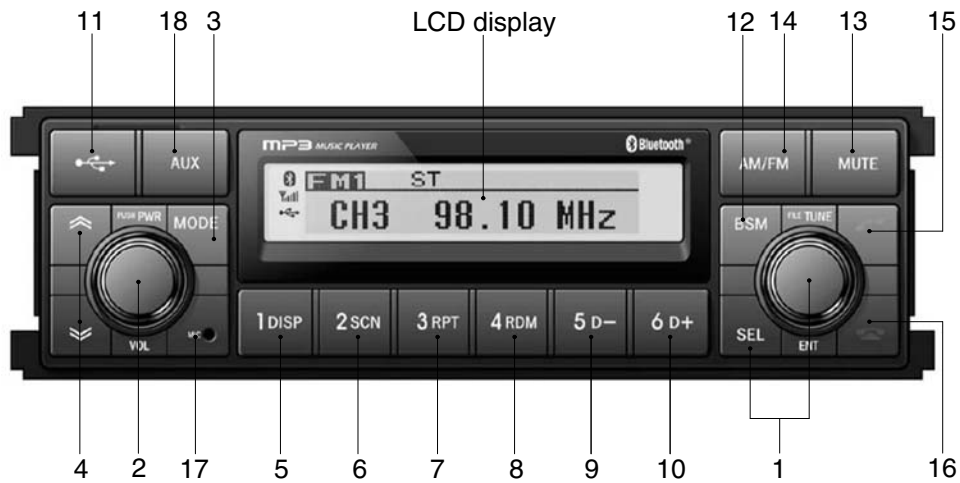 11 18 3 LCD display 12 14 13 15
MP3 MUSIC PLAYER Bluetooth®
AUX AM/FM MUTE
FM1 ST
CH3 98.10 MHz
PUSH PWR MODE BSM FILE TUNE
1 DISP 2 SCN 3 RPT 4 RDM 5 D− 6 D+
VOL MIC SEL ENT
4 2 17 5 6 7 8 9 10 1 16